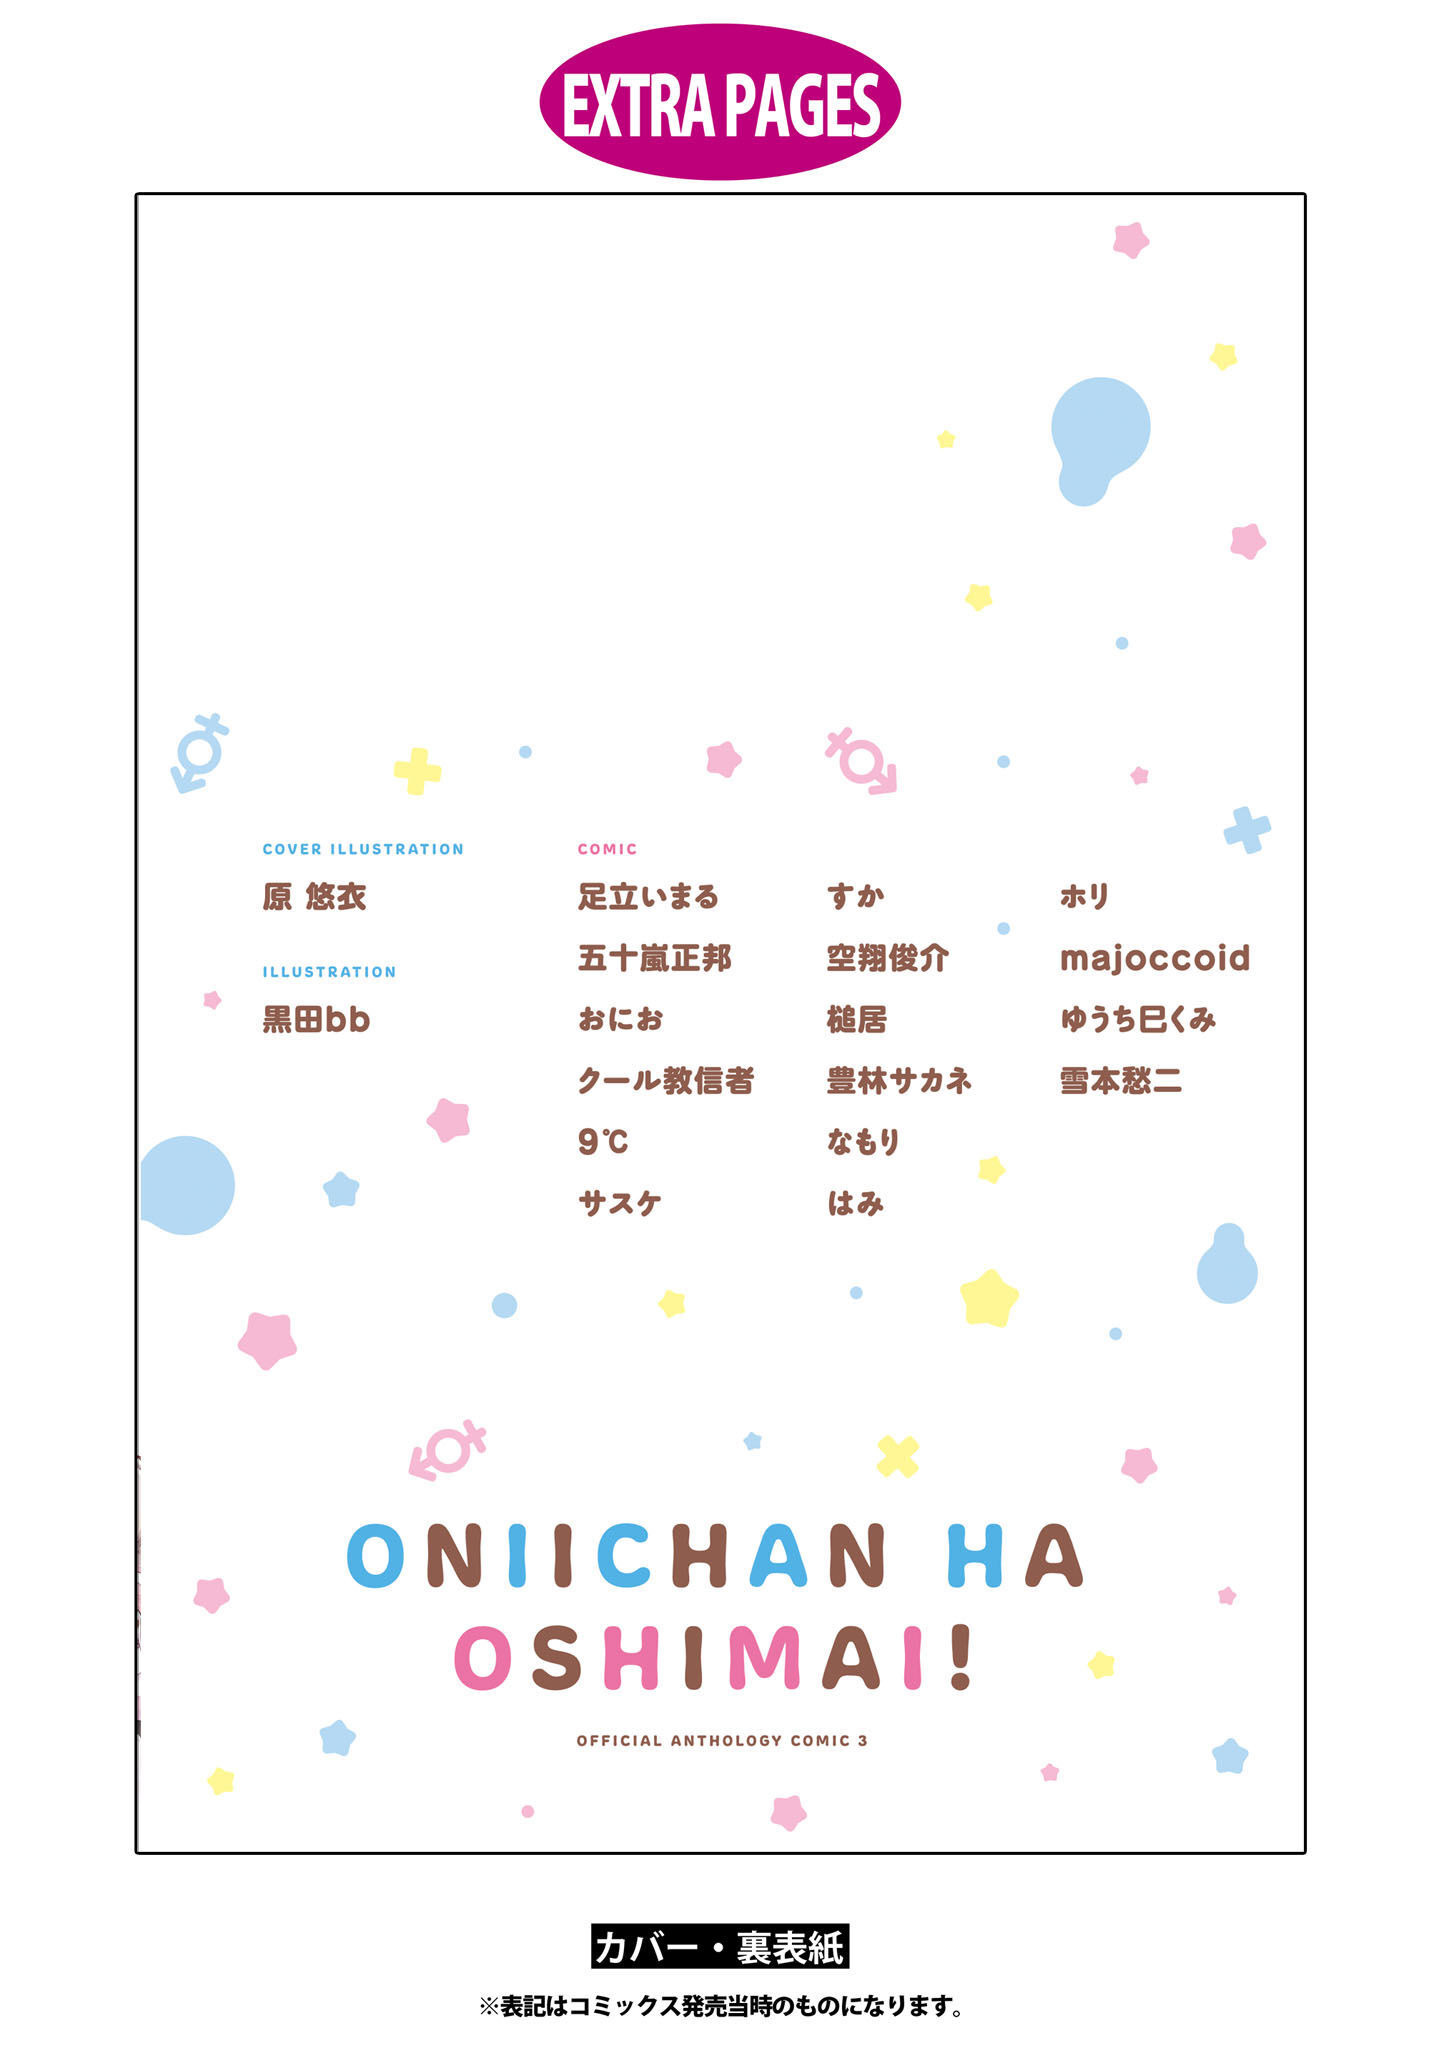 EXTRA PAGES
COVER ILLUSTRATION
原 悠衣
ILLUSTRATION
黒田bb
COMIC
足立いまる
五十嵐正邦
おにお
クール教信者
9℃
サスケ
すか
空翔俊介
槌居
豊林サカネ
なもり
はみ
ホリ
majoccoid
ゆうち巳くみ
雪本愁二
ONIICHAN HA
OSHIMAI!
OFFICIAL ANTHOLOGY COMIC 3
カバー・裏表紙
※表記はコミックス発売当時のものになります。